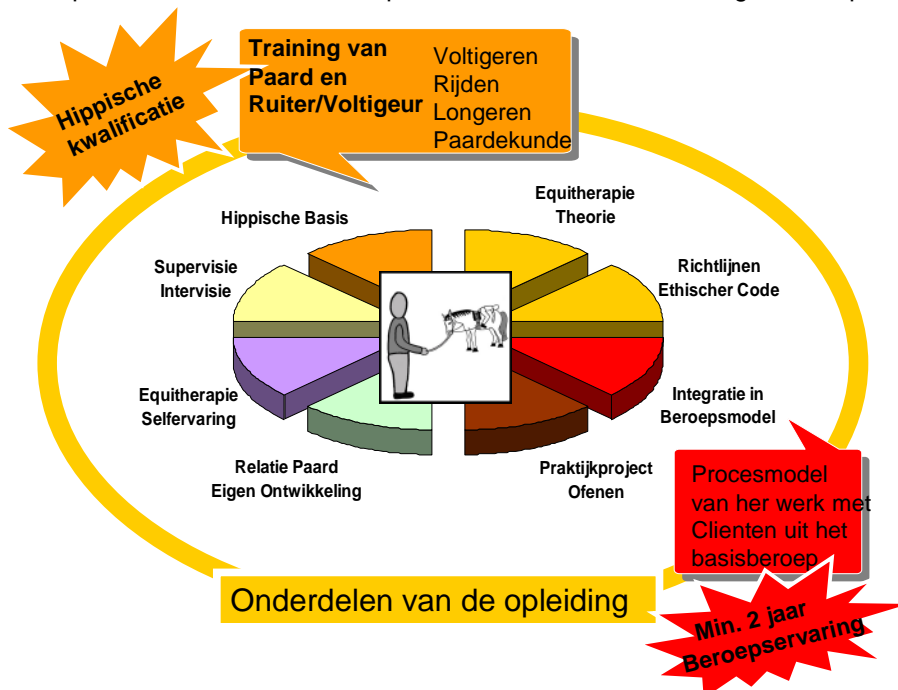 Hippische
kwalificatie
Training van
Paard en
Ruiter/Voltigeur
Voltigeren
Rijden
Longeren
Paardekunde
Hippische Basis
Equitherapie
Theorie
Supervisie
Intervisie
Richtlijnen
Ethischer Code
Equitherapie
Selfervaring
Integratie in
Beroepsmodel
Relatie Paard
Eigen Ontwikkeling
Praktijkproject
Ofenen
Procesmodel
van her werk met
Clienten uit het
basisberoep
Onderdelen van de opleiding
Min. 2 jaar
Beroepservaring